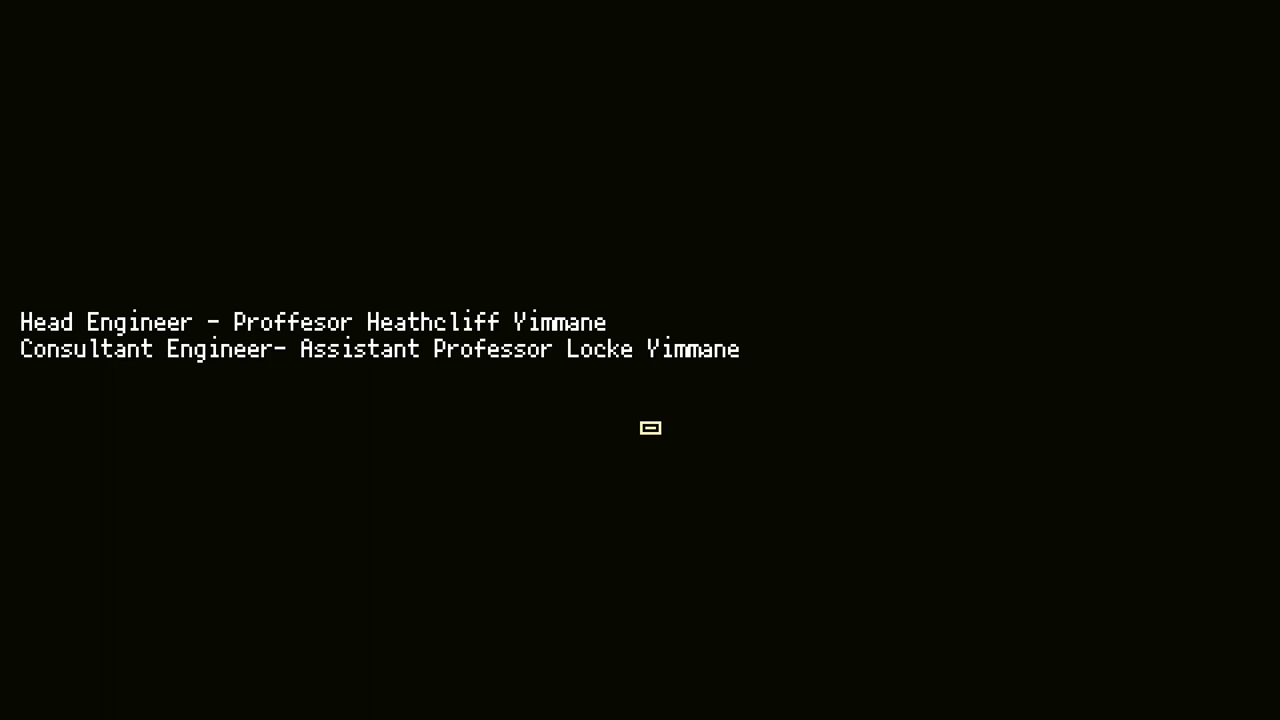 Head Engineer - Proffesor Heathcliff Yimmane
Consultant Engineer- Assistant Professor Locke Yimmane